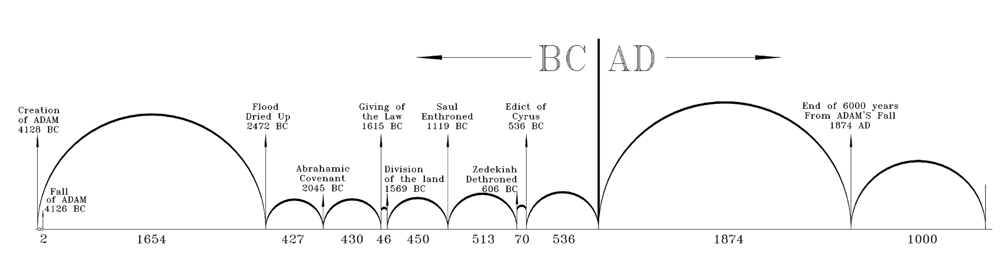 BC AD
Creation
of ADAM
4128 BC
Fall
of ADAM
4126 BC
Flood
Dried Up
2472 BC
Abrahamic
Covenant
2045 BC
Giving of
the Law
1615 BC
Division
of the land
1569 BC
Saul
Enthroned
1119 BC
Zedekiah
Dethroned
606 BC
Edict of
Cyrus
536 BC
End of 6000 years
From ADAM'S Fall
1874 AD
2 1654 427 430 46 450 513 70 536 1874 1000